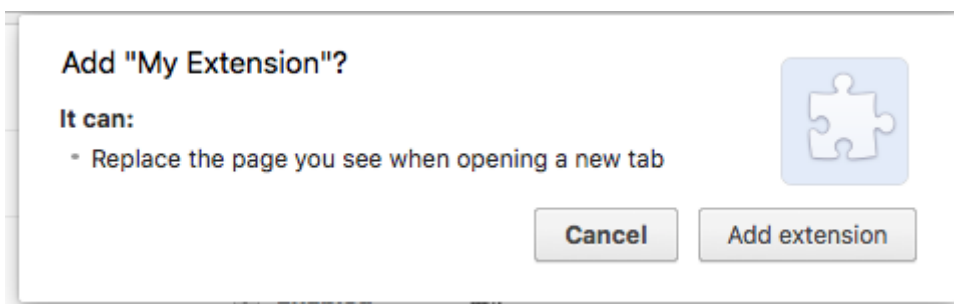 Add "My Extension"?
It can:
Replace the page you see when opening a new tab
Cancel
Add extension